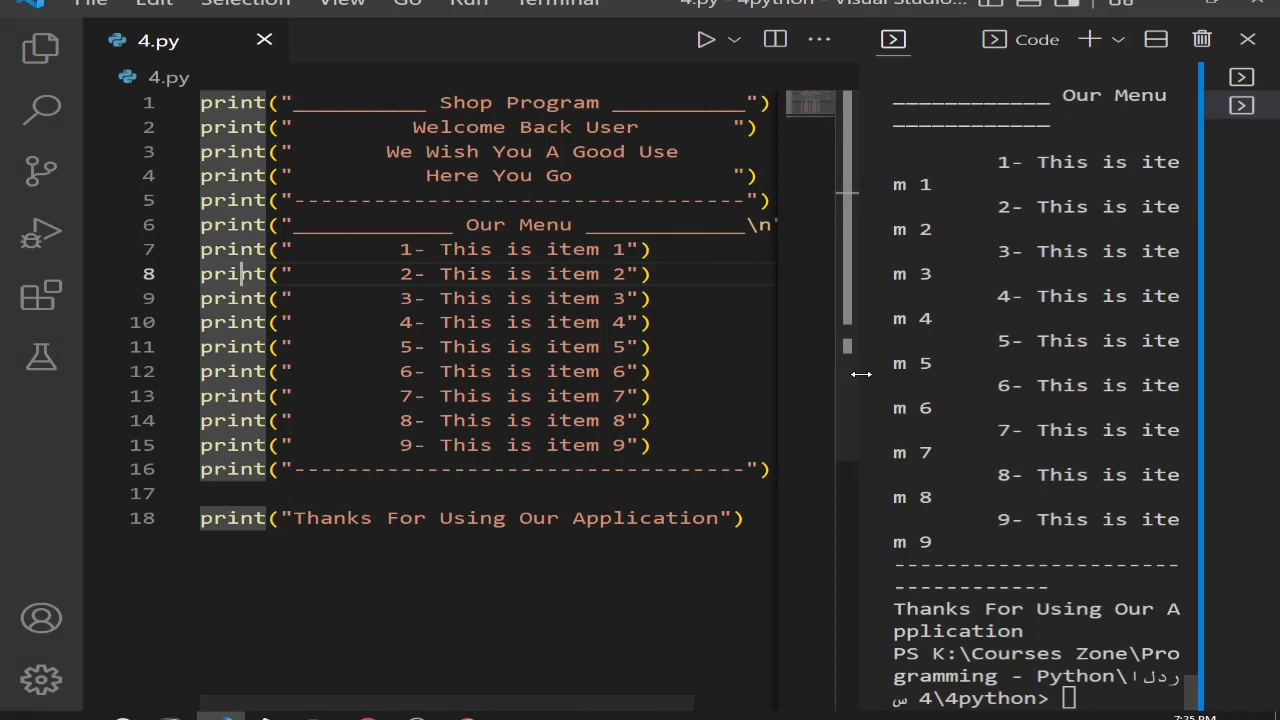 File Edit Selection View Go Run Terminal 4.py - 4python - Visual Studio...
4.py
Code
4.py
1 print("__________ Shop Program __________")
2 print("         Welcome Back User       ")
3 print("       We Wish You A Good Use
4 print("          Here You Go            ")
5 print("----------------------------------")
6 print("____________ Our Menu ____________\n"
7 print("        1- This is item 1")
8 print("        2- This is item 2")
9 print("        3- This is item 3")
10 print("        4- This is item 4")
11 print("        5- This is item 5")
12 print("        6- This is item 6")
13 print("        7- This is item 7")
14 print("        8- This is item 8")
15 print("        9- This is item 9")
16 print("----------------------------------")
17
18 print("Thanks For Using Our Application")
____________ Our Menu
____________
1- This is ite
m 1
2- This is ite
m 2
3- This is ite
m 3
4- This is ite
m 4
5- This is ite
m 5
6- This is ite
m 6
7- This is ite
m 7
8- This is ite
m 8
9- This is ite
m 9
----------------------
------------
Thanks For Using Our A
pplication
PS K:\Courses Zone\Pro
gramming - Python\الدر
س 4\4python>
7:25 PM